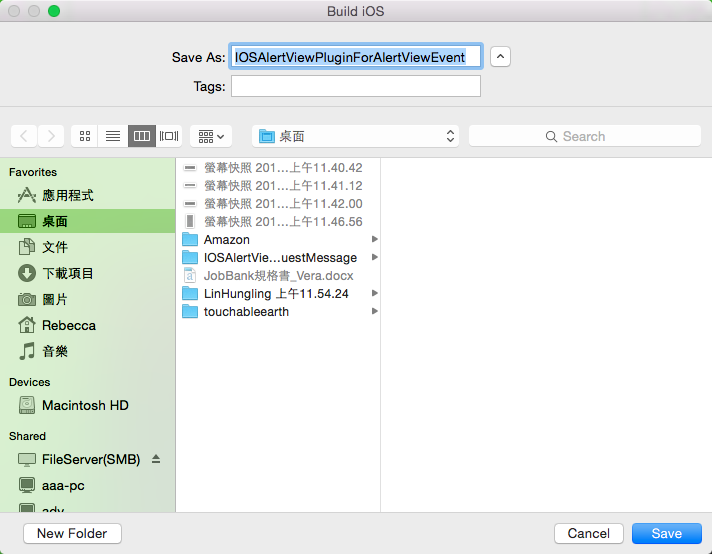 Build iOS
Save As: IOSAlertViewPluginForAlertViewEvent
Tags:
桌面
Search
Favorites
應用程式
桌面
文件
下載項目
圖片
Rebecca
音樂
Devices
Macintosh HD
Shared
FileServer(SMB)
aaa-pc
adv
螢幕快照 201...上午11.40.42
螢幕快照 201...上午11.41.12
螢幕快照 201...上午11.42.00
螢幕快照 201...上午11.46.56
Amazon
IOSAlertVie...uestMessage
JobBank規格書_Vera.docx
LinHungling 上午11.54.24
touchableearth
New Folder
Cancel
Save